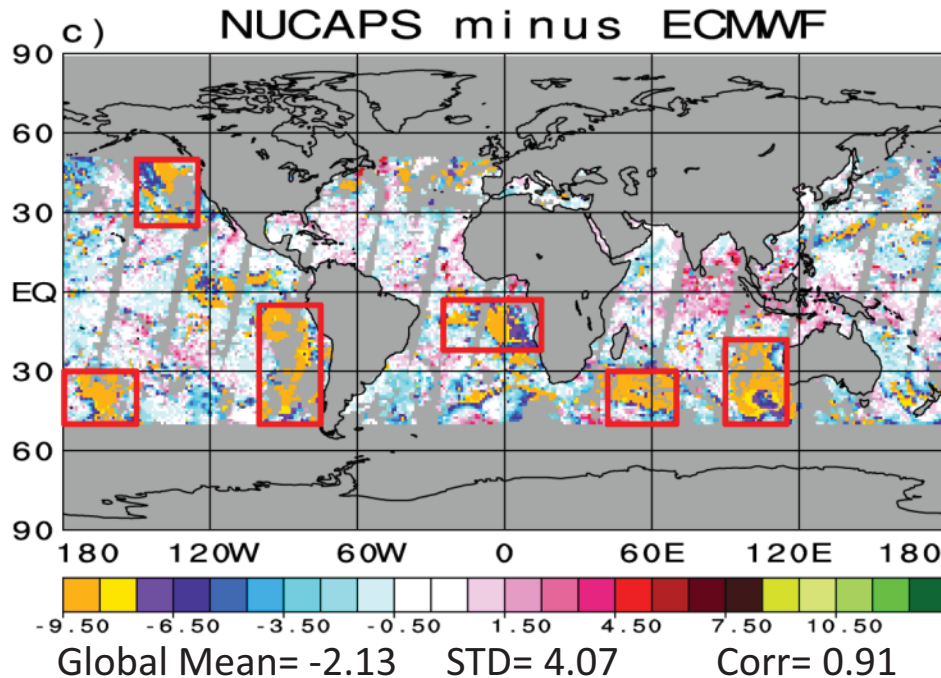 c) NUCAPS minus ECMWF
90
60
30
EQ
30
60
90
180 120W 60W 0 60E 120E 180
-9.50 -6.50 -3.50 -0.50 1.50 4.50 7.50 10.50
Global Mean= -2.13 STD= 4.07 Corr= 0.91